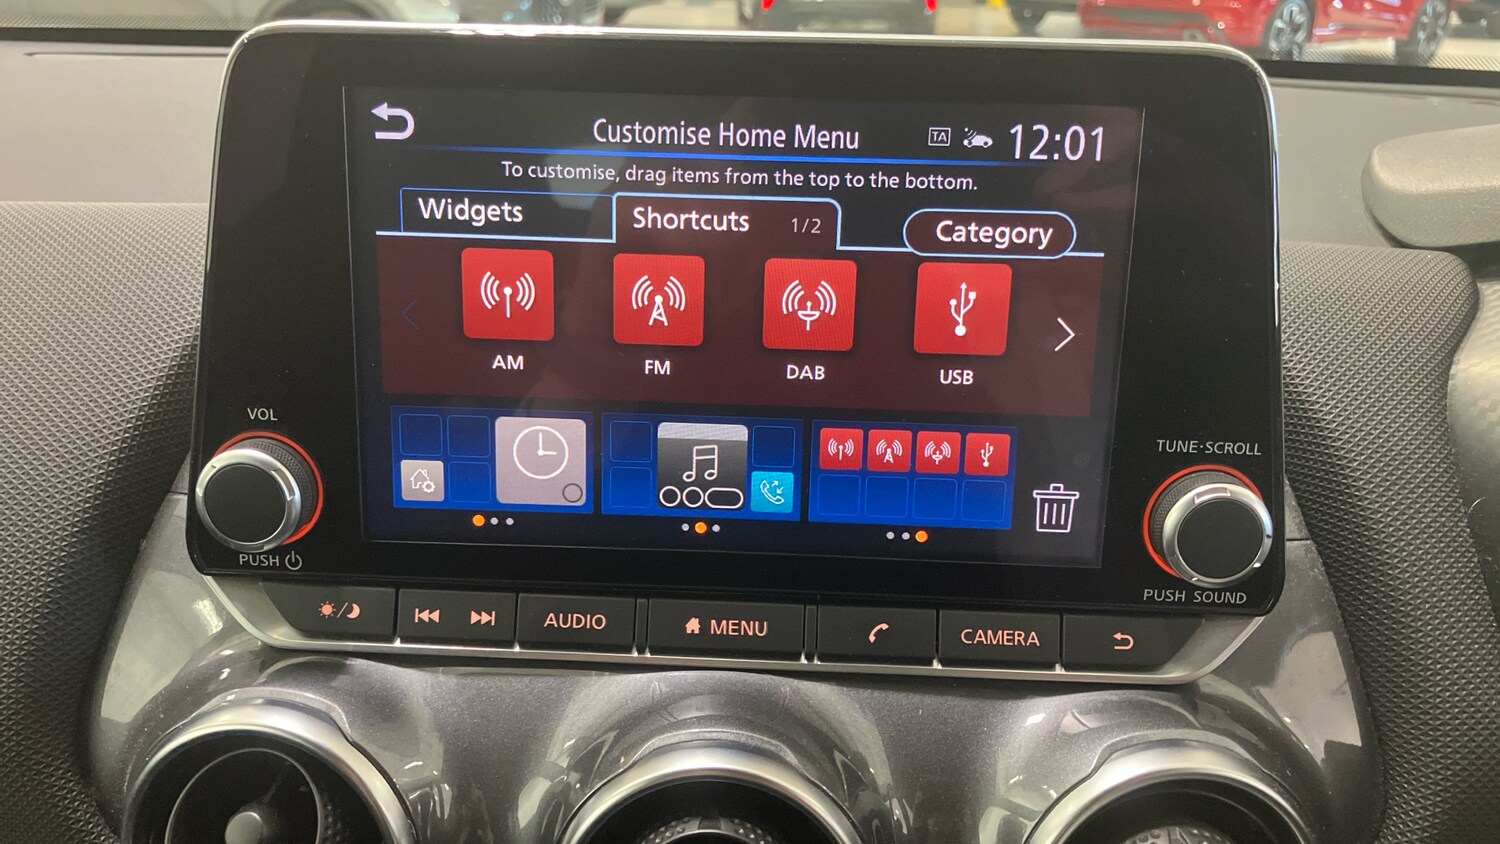 Customise Home Menu
TA
12:01
To customise, drag items from the top to the bottom.
Widgets
Shortcuts 1/2
Category
AM
FM
DAB
USB
VOL
PUSH
TUNE·SCROLL
PUSH SOUND
AUDIO
MENU
CAMERA